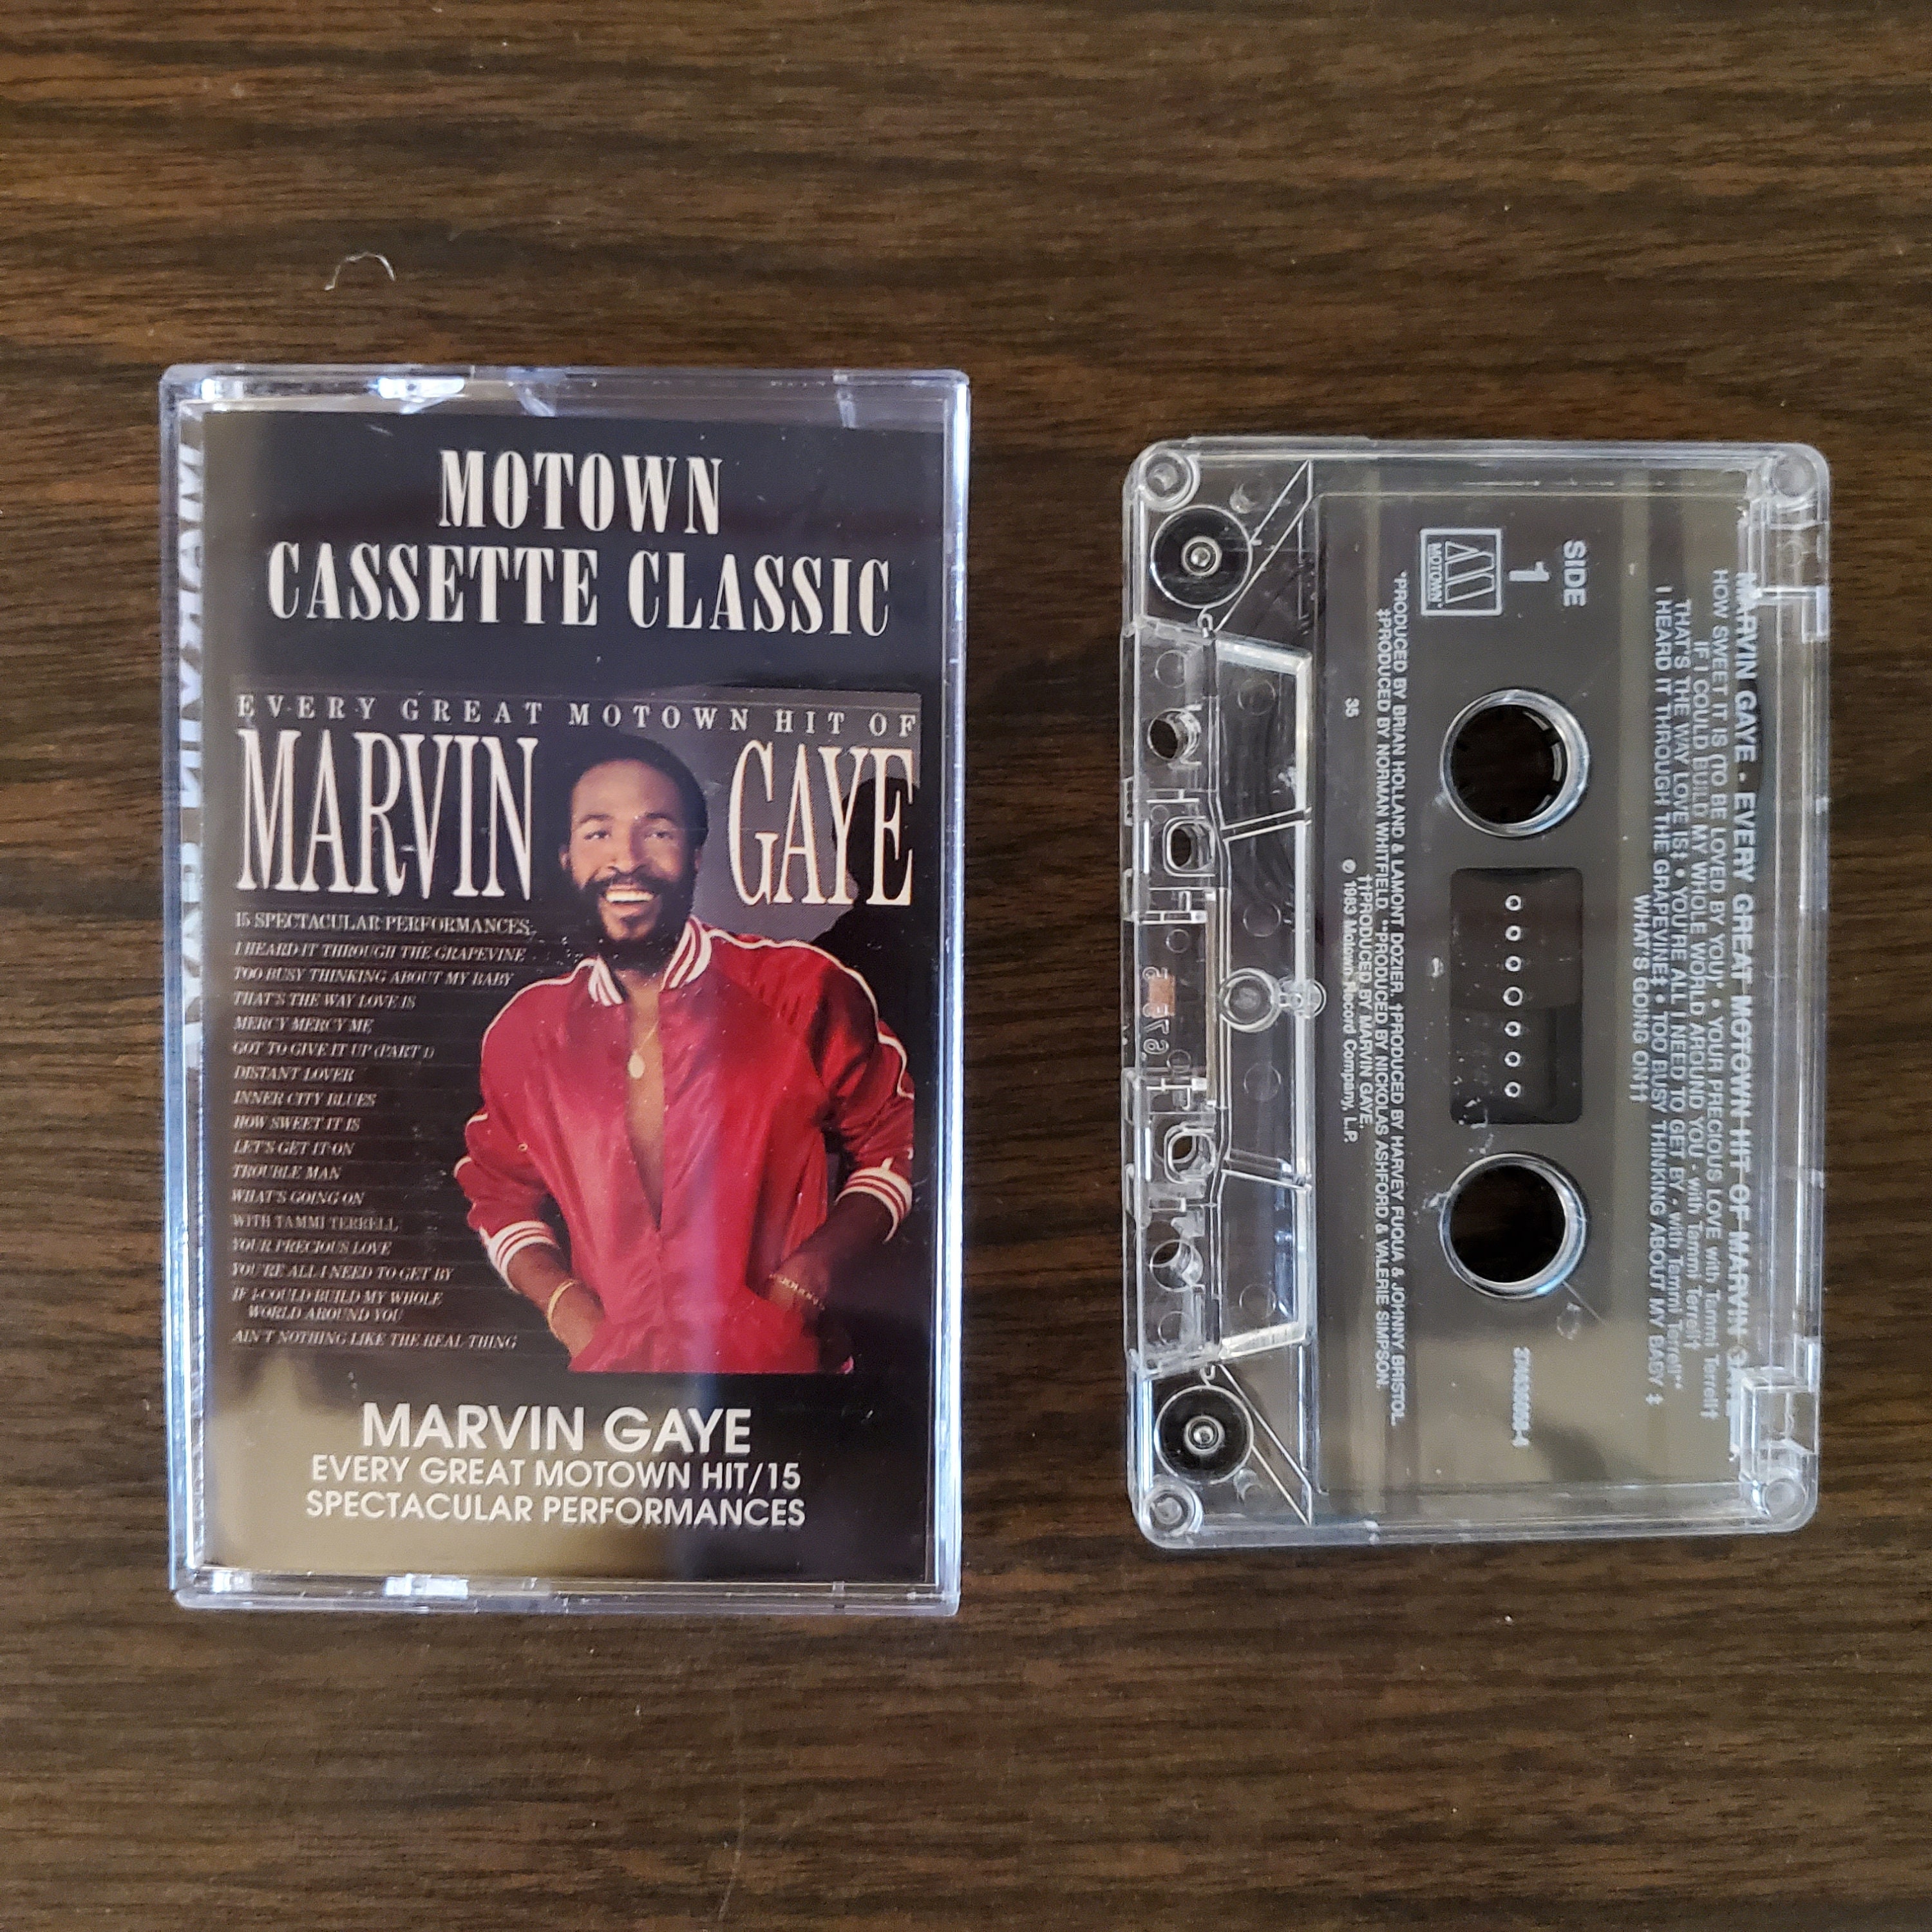 MOTOWN
CASSETTE CLASSIC
EVERY GREAT MOTOWN HIT OF
MARVIN GAYE
15 SPECTACULAR PERFORMANCES
I HEARD IT THROUGH THE GRAPEVINE
TOO BUSY THINKING ABOUT MY BABY
THAT'S THE WAY LOVE IS
MERCY MERCY ME
GOT TO GIVE IT UP (PART 1)
DISTANT LOVER
INNER CITY BLUES
HOW SWEET IT IS
LET'S GET IT ON
TROUBLE MAN
WHAT'S GOING ON
WITH TAMMI TERRELL
YOUR PRECIOUS LOVE
YOU'RE ALL I NEED TO GET BY
IF I COULD BUILD MY WHOLE
WORLD AROUND YOU
AIN'T NOTHING LIKE THE REAL THING
MARVIN GAYE
EVERY GREAT MOTOWN HIT/15
SPECTACULAR PERFORMANCES
MARVIN GAYE • EVERY GREAT MOTOWN HIT OF MARVIN GAYE
HOW SWEET IT IS (TO BE LOVED BY YOU)* • YOUR PRECIOUS LOVE with Tammi Terrell†
IF I COULD BUILD MY WHOLE WORLD AROUND YOU - with Tammi Terrell†
THAT'S THE WAY LOVE IS‡ • YOU'RE ALL I NEED TO GET BY - with Tammi Terrell**
I HEARD IT THROUGH THE GRAPEVINE‡ • TOO BUSY THINKING ABOUT MY BABY ‡
WHAT'S GOING ON††
SIDE
1
MOTOWN
*PRODUCED BY BRIAN HOLLAND & LAMONT DOZIER. †PRODUCED BY HARVEY FUQUA & JOHNNY BRISTOL.
‡PRODUCED BY NORMAN WHITFIELD. **PRODUCED BY NICKOLAS ASHFORD & VALERIE SIMPSON.
††PRODUCED BY MARVIN GAYE.
℗ 1983 Motown Record Company, L.P.
35